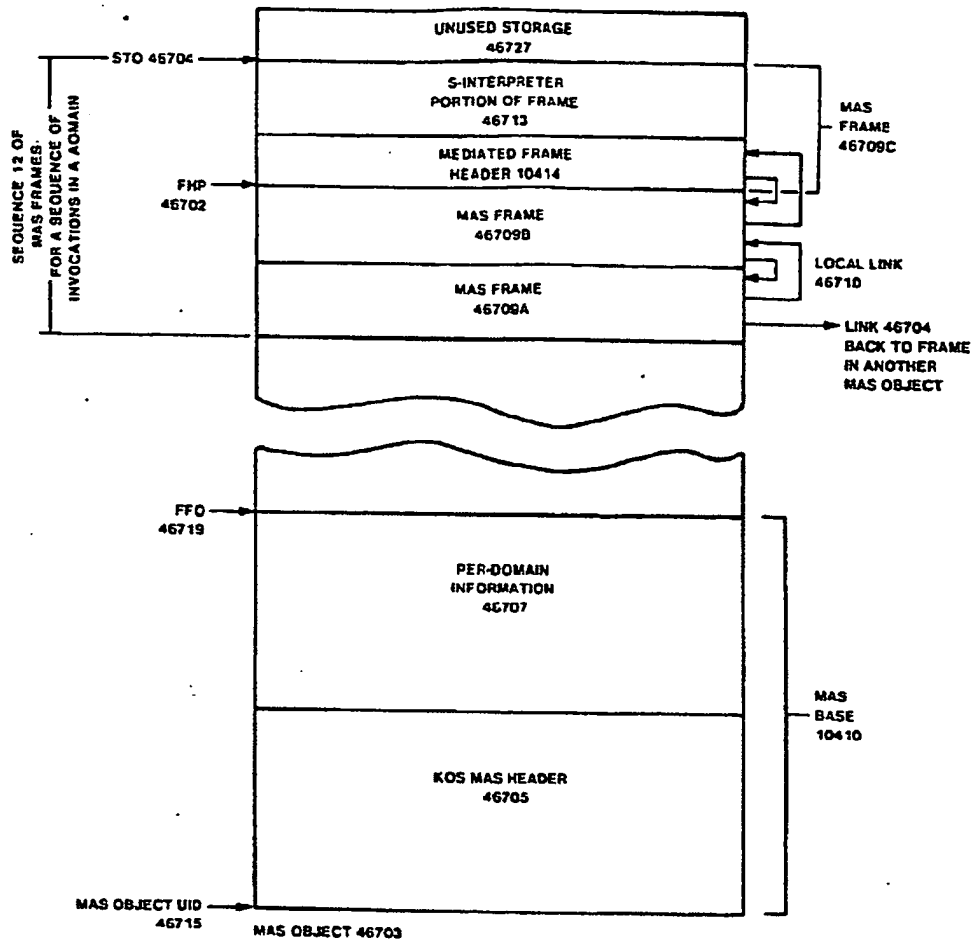 UNUSED STORAGE
46727
STO 46704
S-INTERPRETER
PORTION OF FRAME
46713
MAS
FRAME
46709C
MEDIATED FRAME
HEADER 10414
FHP
46702
MAS FRAME
46709B
SEQUENCE 12 OF
MAS FRAMES.
FOR A SEQUENCE OF
INVOCATIONS IN A AOMAIN
LOCAL LINK
46710
MAS FRAME
46709A
LINK 46704
BACK TO FRAME
IN ANOTHER
MAS OBJECT
FFO
46719
PER-DOMAIN
INFORMATION
46707
MAS
BASE
10410
KOS MAS HEADER
46705
MAS OBJECT UID
46715
MAS OBJECT 46703